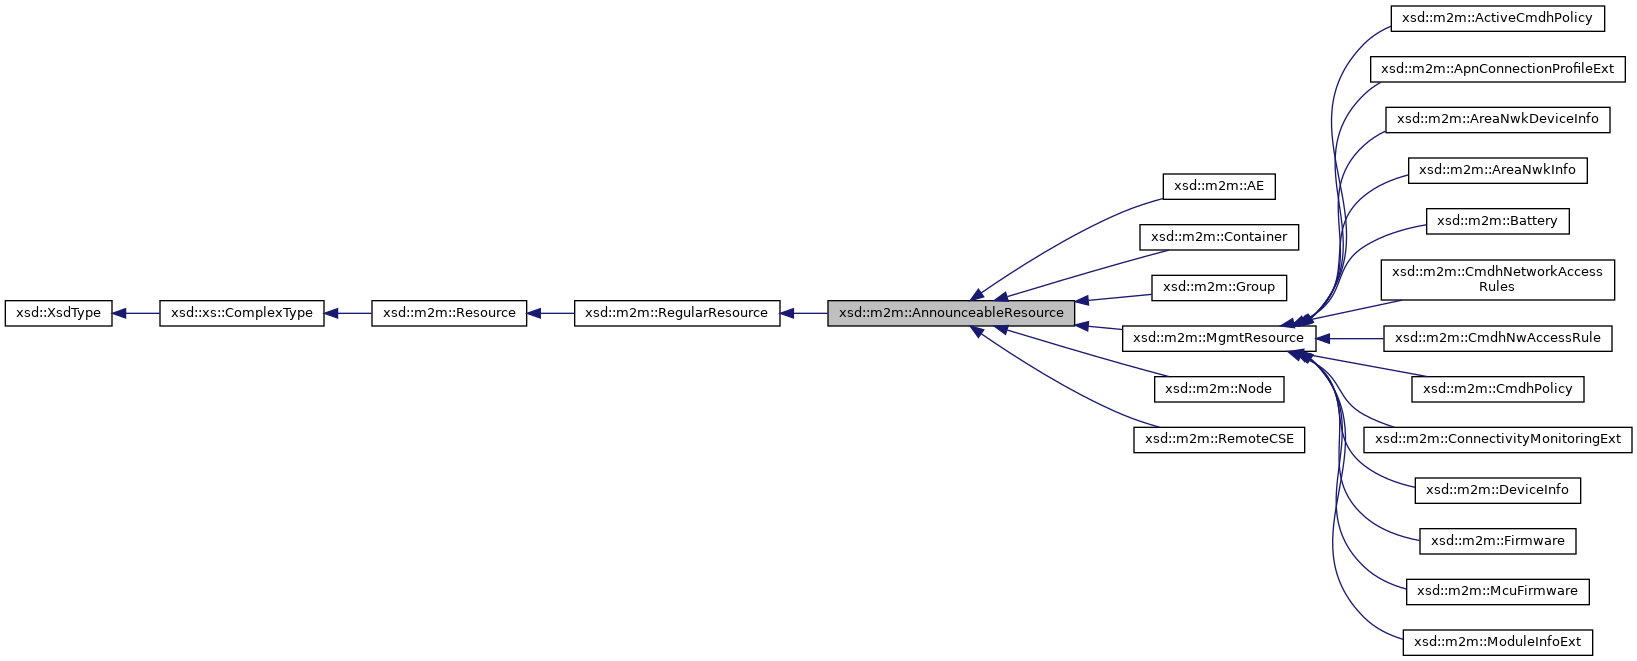 xsd::XsdType
xsd::xs::ComplexType
xsd::m2m::Resource
xsd::m2m::RegularResource
xsd::m2m::AnnounceableResource
xsd::m2m::AE
xsd::m2m::Container
xsd::m2m::Group
xsd::m2m::MgmtResource
xsd::m2m::Node
xsd::m2m::RemoteCSE
xsd::m2m::ActiveCmdhPolicy
xsd::m2m::ApnConnectionProfileExt
xsd::m2m::AreaNwkDeviceInfo
xsd::m2m::AreaNwkInfo
xsd::m2m::Battery
xsd::m2m::CmdhNetworkAccess
Rules
xsd::m2m::CmdhNwAccessRule
xsd::m2m::CmdhPolicy
xsd::m2m::ConnectivityMonitoringExt
xsd::m2m::DeviceInfo
xsd::m2m::Firmware
xsd::m2m::McuFirmware
xsd::m2m::ModuleInfoExt